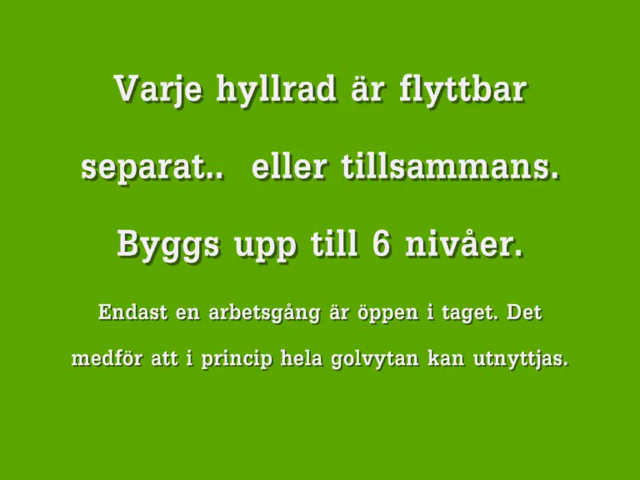 Varje hyllrad är flyttbar
separat..  eller tillsammans.
Byggs upp till 6 nivåer.
Endast en arbetsgång är öppen i taget. Det
medför att i princip hela golvytan kan utnyttjas.